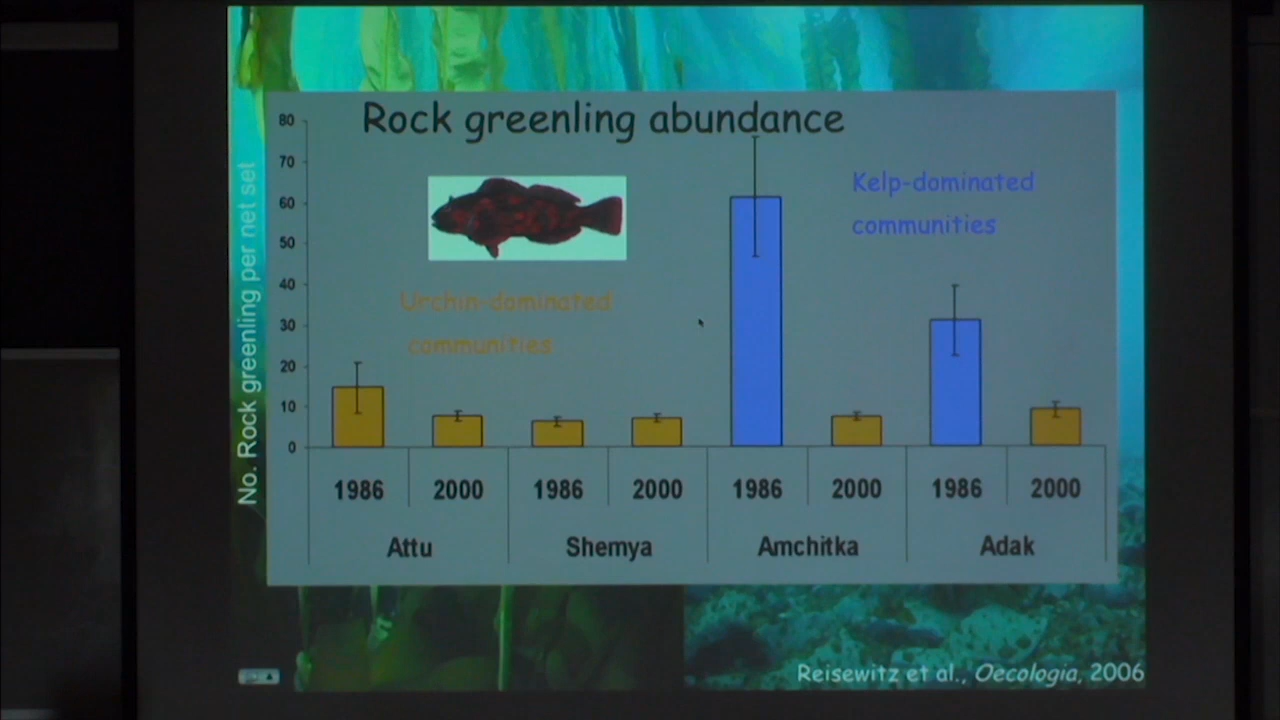 Rock greenling abundance
80
70
60
50
40
30
20
10
0
No. Rock greenling per net set
Kelp-dominated
communities
Urchin-dominated
communities
1986 2000 1986 2000 1986 2000 1986 2000
Attu Shemya Amchitka Adak
Reisewitz et al., Oecologia, 2006